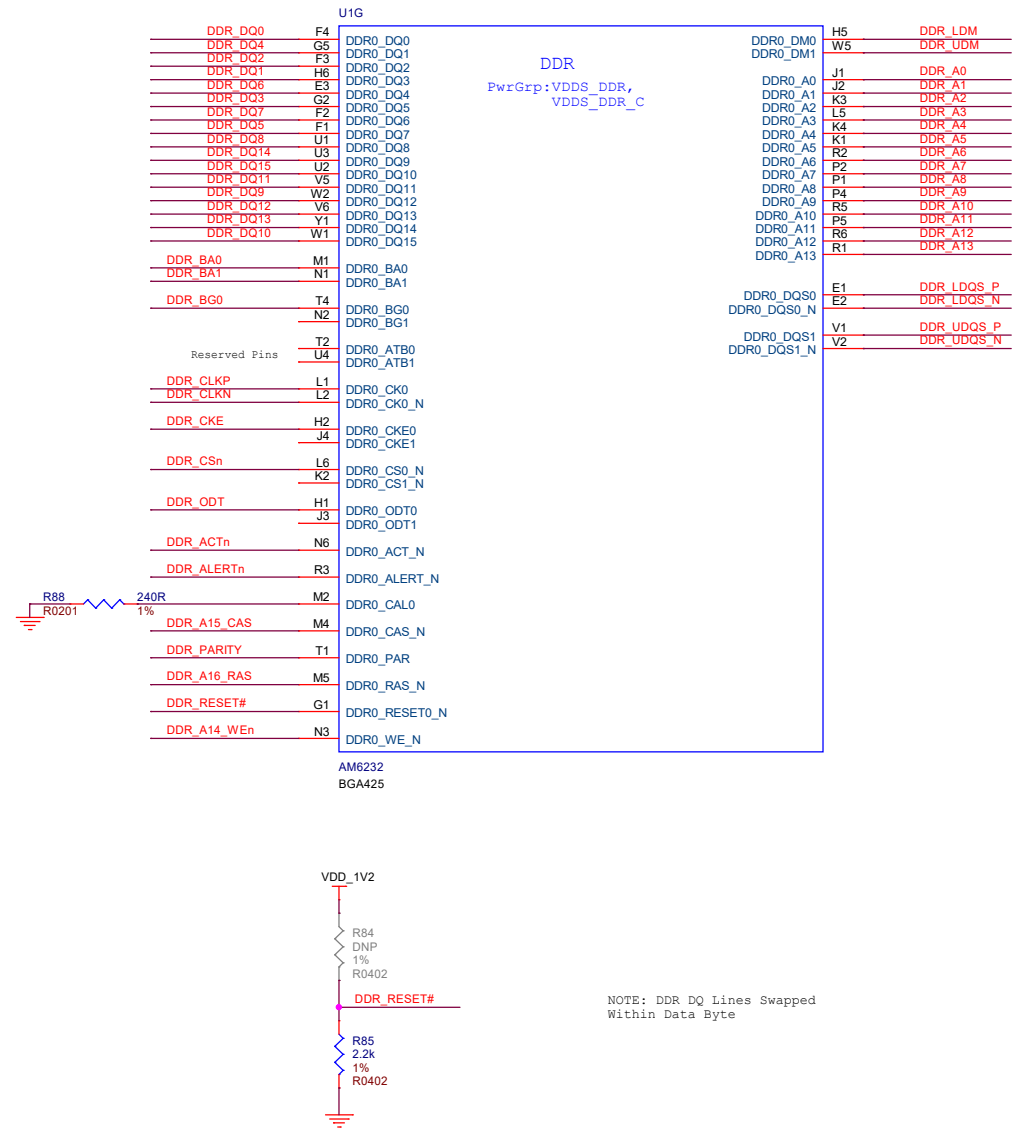 U1G
DDR
PwrGrp:VDDS_DDR,
VDDS_DDR_C
DDR_DQ0 F4 DDR0_DQ0
DDR_DQ4 G5 DDR0_DQ1
DDR_DQ2 F3 DDR0_DQ2
DDR_DQ1 H6 DDR0_DQ3
DDR_DQ6 E3 DDR0_DQ4
DDR_DQ3 G2 DDR0_DQ5
DDR_DQ7 F2 DDR0_DQ6
DDR_DQ5 F1 DDR0_DQ7
DDR_DQ8 U1 DDR0_DQ8
DDR_DQ14 U3 DDR0_DQ9
DDR_DQ15 U2 DDR0_DQ10
DDR_DQ11 V5 DDR0_DQ11
DDR_DQ9 W2 DDR0_DQ12
DDR_DQ12 V6 DDR0_DQ13
DDR_DQ13 Y1 DDR0_DQ14
DDR_DQ10 W1 DDR0_DQ15
DDR_BA0 M1 DDR0_BA0
DDR_BA1 N1 DDR0_BA1
DDR_BG0 T4 DDR0_BG0
N2 DDR0_BG1
T2 DDR0_ATB0
Reserved Pins
U4 DDR0_ATB1
DDR_CLKP L1 DDR0_CK0
DDR_CLKN L2 DDR0_CK0_N
DDR_CKE H2 DDR0_CKE0
J4 DDR0_CKE1
DDR_CSn L6 DDR0_CS0_N
K2 DDR0_CS1_N
DDR_ODT H1 DDR0_ODT0
J3 DDR0_ODT1
DDR_ACTn N6 DDR0_ACT_N
DDR_ALERTn R3 DDR0_ALERT_N
R88 240R M2 DDR0_CAL0
R0201 1%
DDR_A15_CAS M4 DDR0_CAS_N
DDR_PARITY T1 DDR0_PAR
DDR_A16_RAS M5 DDR0_RAS_N
DDR_RESET# G1 DDR0_RESET0_N
DDR_A14_WEn N3 DDR0_WE_N
DDR0_DM0 H5 DDR_LDM
DDR0_DM1 W5 DDR_UDM
DDR0_A0 J1 DDR_A0
DDR0_A1 J2 DDR_A1
DDR0_A2 K3 DDR_A2
DDR0_A3 L5 DDR_A3
DDR0_A4 K4 DDR_A4
DDR0_A5 K1 DDR_A5
DDR0_A6 R2 DDR_A6
DDR0_A7 P2 DDR_A7
DDR0_A8 P1 DDR_A8
DDR0_A9 P4 DDR_A9
DDR0_A10 R5 DDR_A10
DDR0_A11 P5 DDR_A11
DDR0_A12 R6 DDR_A12
DDR0_A13 R1 DDR_A13
DDR0_DQS0 E1 DDR_LDQS_P
DDR0_DQS0_N E2 DDR_LDQS_N
DDR0_DQS1 V1 DDR_UDQS_P
DDR0_DQS1_N V2 DDR_UDQS_N
AM6232
BGA425
VDD_1V2
R84
DNP
1%
R0402
DDR_RESET#
R85
2.2k
1%
R0402
NOTE: DDR DQ Lines Swapped
Within Data Byte